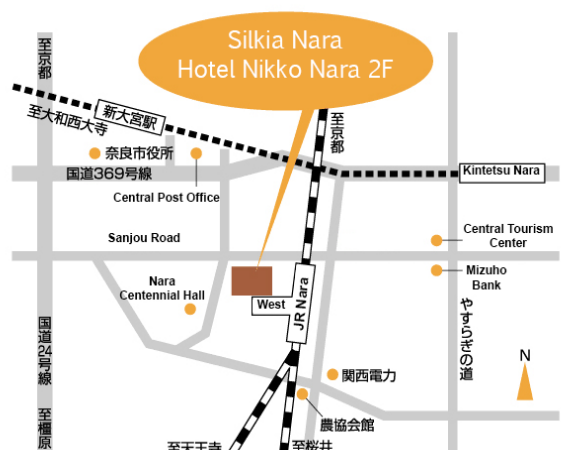 Silkia Nara
Hotel Nikko Nara 2F
至京都
至大和西大寺
新大宮駅
至京都
奈良市役所
国道369号線
Kintetsu Nara
Central Post Office
Sanjou Road
Central Tourism
Center
Nara
Centennial Hall
West
JR Nara
Mizuho
Bank
やすらぎの道
国道24号線
N
関西電力
農協会館
至橿原
至天王寺
至桜井